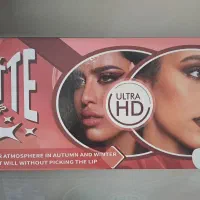 TTE
ULTRA
HD
ATMOSPHERE IN AUTUMN AND WINTER
WILL WITHOUT PICKING THE LIP